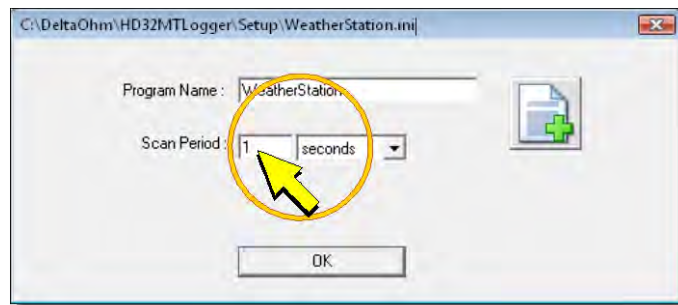 C:\DeltaOhm\HD32MTLogger\Setup\WeatherStation.ini
Program Name : WeatherStation
Scan Period : 1 seconds
OK